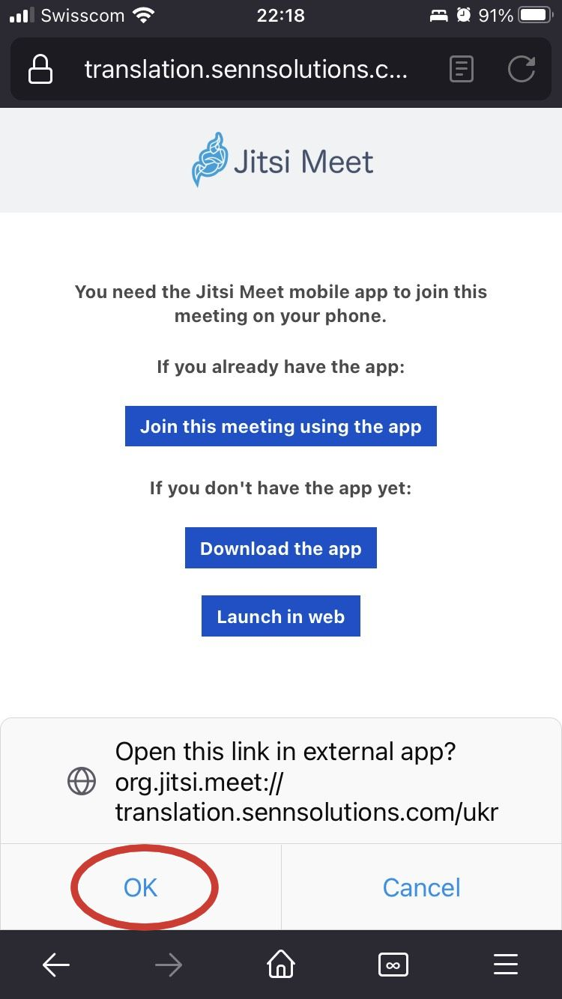 Swisscom 22:18 91%
translation.sennsolutions.c...
Jitsi Meet
You need the Jitsi Meet mobile app to join this
meeting on your phone.
If you already have the app:
Join this meeting using the app
If you don't have the app yet:
Download the app
Launch in web
Open this link in external app?
org.jitsi.meet://
translation.sennsolutions.com/ukr
OK Cancel
∞